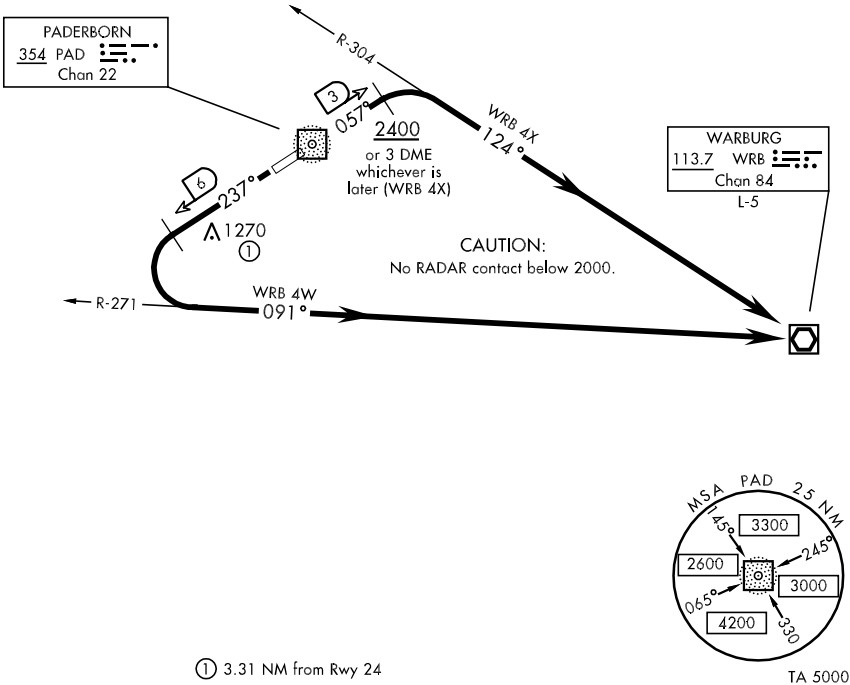 PADERBORN
354 PAD
Chan 22
R-304
3
057°
2400
or 3 DME
whichever is
later (WRB 4X)
WRB 4X
124°
WARBURG
113.7 WRB
Chan 84
L-5
6
237°
1270
1
CAUTION:
No RADAR contact below 2000.
R-271
WRB 4W
091°
MSA PAD 25 NM
145°
3300
245°
2600
3000
065°
4200
330
1 3.31 NM from Rwy 24
TA 5000